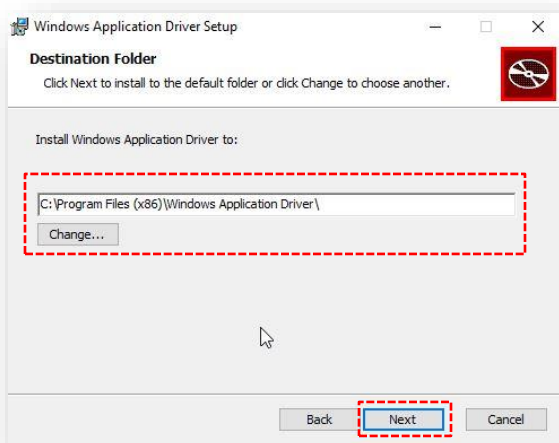 Windows Application Driver Setup
Destination Folder
Click Next to install to the default folder or click Change to choose another.
Install Windows Application Driver to:
C:\Program Files (x86)\Windows Application Driver\
Change...
Back Next Cancel